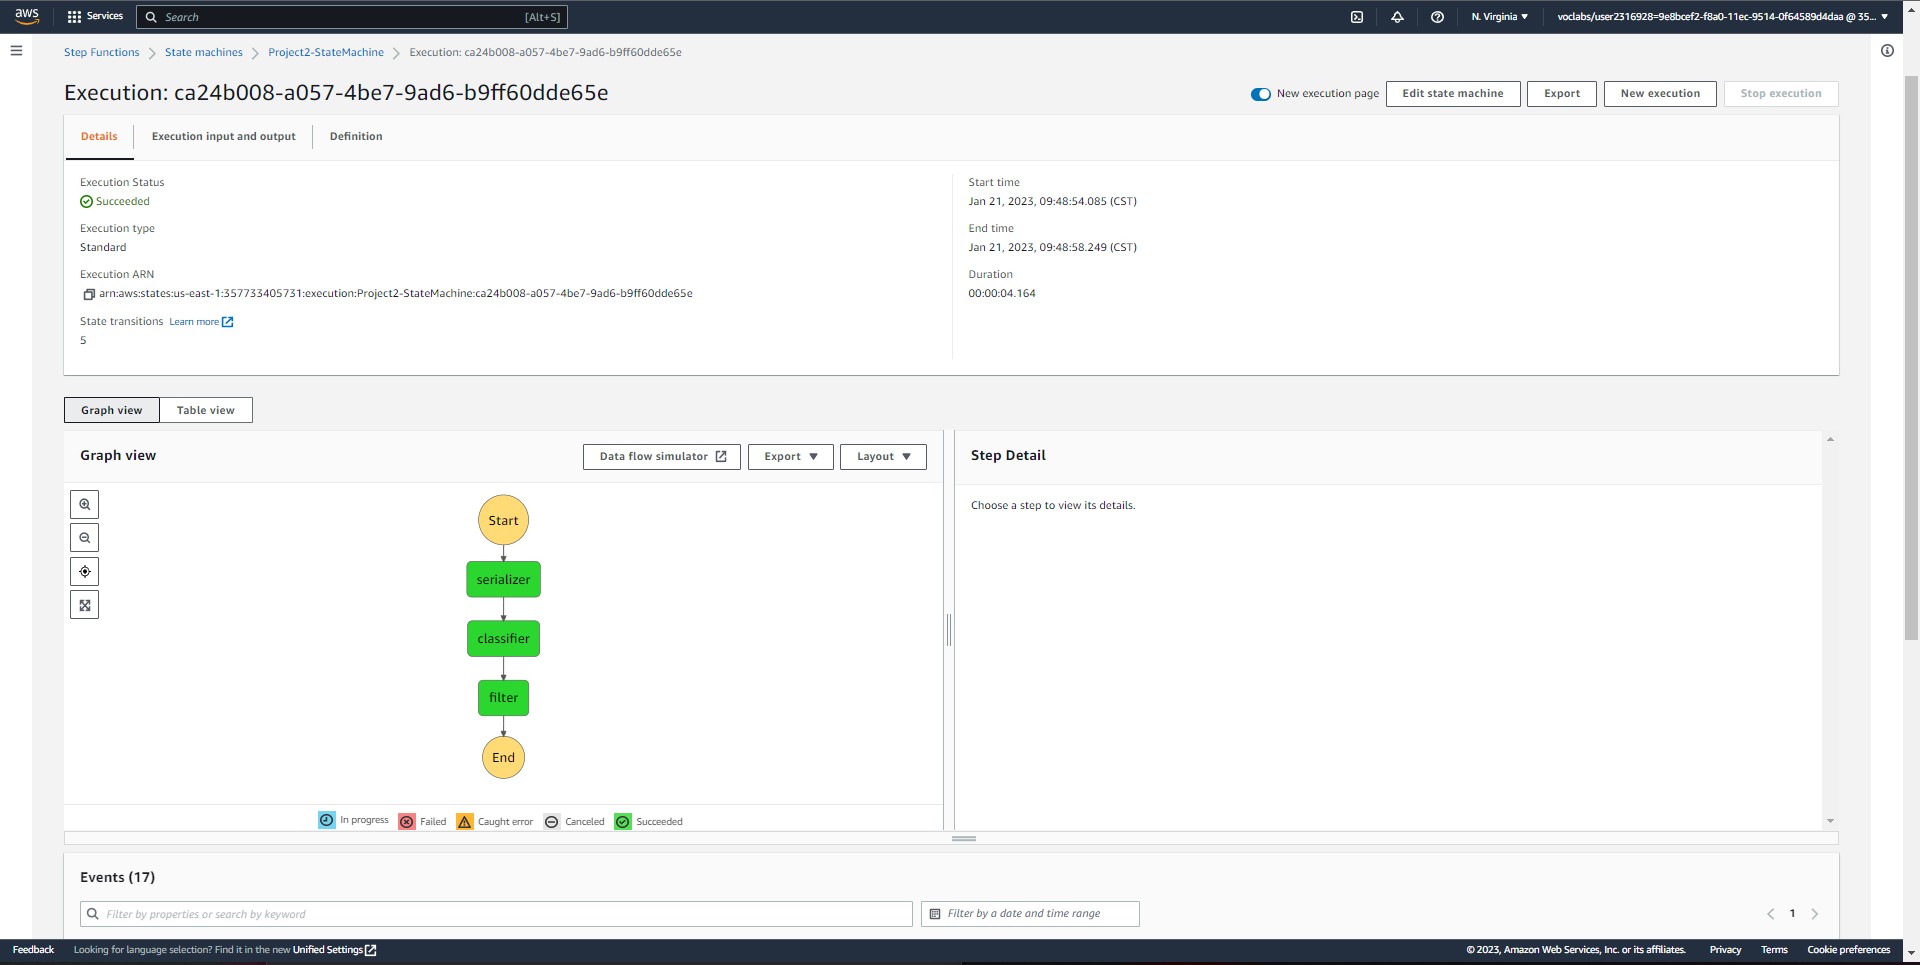 aws Services Search [Alt+S] N. Virginia voclabs/user2316928=9e8bcef2-f8a0-11ec-9514-0f64589d4daa @ 35...
Step Functions State machines Project2-StateMachine Execution: ca24b008-a057-4be7-9ad6-b9ff60dde65e
Execution: ca24b008-a057-4be7-9ad6-b9ff60dde65e
New execution page Edit state machine Export New execution Stop execution
Details Execution input and output Definition
Execution Status
Succeeded
Execution type
Standard
Execution ARN
arn:aws:states:us-east-1:357733405731:execution:Project2-StateMachine:ca24b008-a057-4be7-9ad6-b9ff60dde65e
State transitions Learn more
5
Start time
Jan 21, 2023, 09:48:54.085 (CST)
End time
Jan 21, 2023, 09:48:58.249 (CST)
Duration
00:00:04.164
Graph view Table view
Graph view Data flow simulator Export Layout
Start
serializer
classifier
filter
End
In progress Failed Caught error Canceled Succeeded
Step Detail
Choose a step to view its details.
Events (17)
Filter by properties or search by keyword Filter by a date and time range 1
Feedback Looking for language selection? Find it in the new Unified Settings © 2023, Amazon Web Services, Inc. or its affiliates. Privacy Terms Cookie preferences